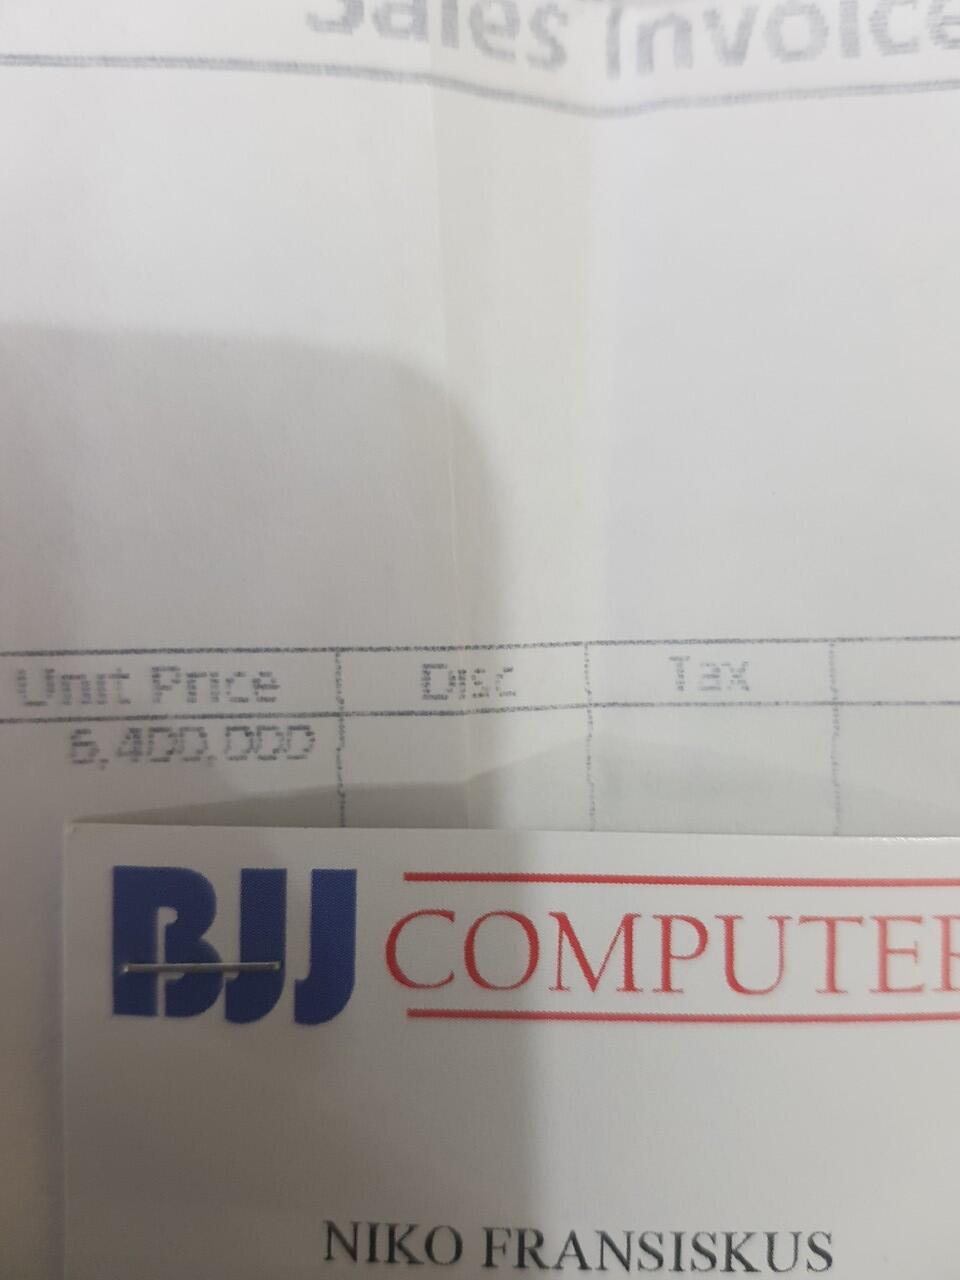 Sales Invoice
Unit Price Disc Tax
6,400,000
BJJ COMPUTER
NIKO FRANSISKUS